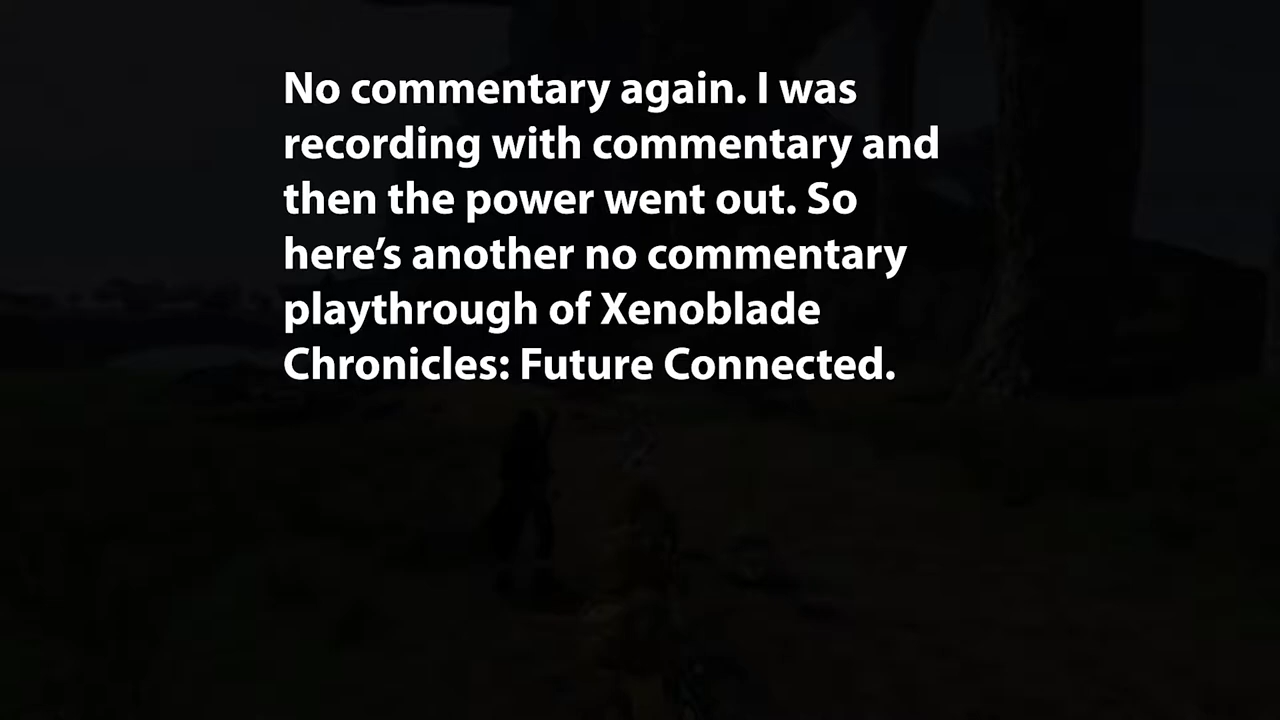 No commentary again. I was
recording with commentary and
then the power went out. So
here’s another no commentary
playthrough of Xenoblade
Chronicles: Future Connected.